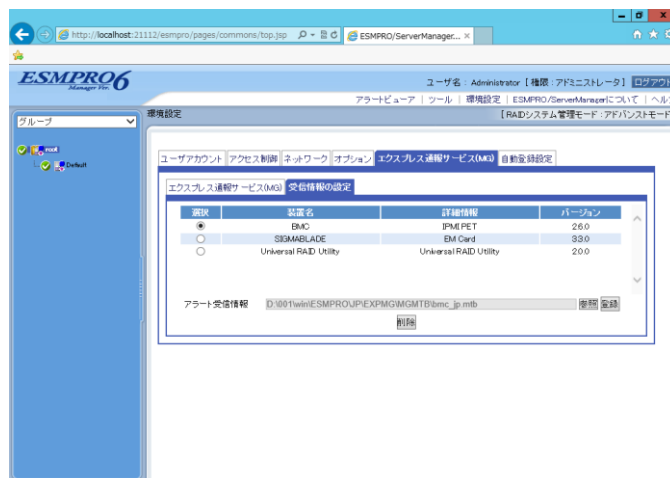 http://localhost:21112/esmpro/pages/commons/top.jsp
ESMPRO/ServerManager... ×
ESMPRO6
Manager Ver.
ユーザ名 : Administrator [ 権限 : アドミニストレータ ] ログアウト
アラートビューア | ツール | 環境設定 | ESMPRO/ServerManagerについて | ヘル
グループ
環境設定
[ RAIDシステム管理モード : アドバンストモード
root
Default
ユーザアカウント アクセス制御 ネットワーク オプション エクスプレス通報サービス(MG) 自動登録設定
エクスプレス通報サービス(MG) 受信情報の設定
選択 装置名 詳細情報 バージョン
BMC IPMI PET 26.0
SIGMABLADE EM Card 33.0
Universal RAID Utility Universal RAID Utility 2.0.0
アラート受信情報 D:\001\win\ESMPRO\JP\EXPMG\MGMTB\bmc_jp.mtb 参照 登録
削除